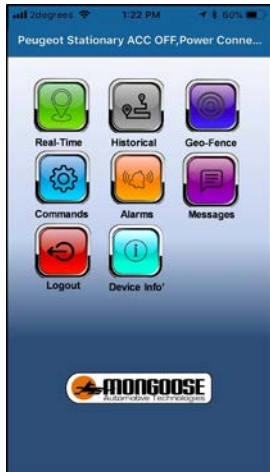 2degrees 1:22 PM 60%
Peugeot Stationary ACC OFF,Power Conne...
Real-Time Historical Geo-Fence
Commands Alarms Messages
Logout Device Info'
MONGOOSE
Automotive Technologies